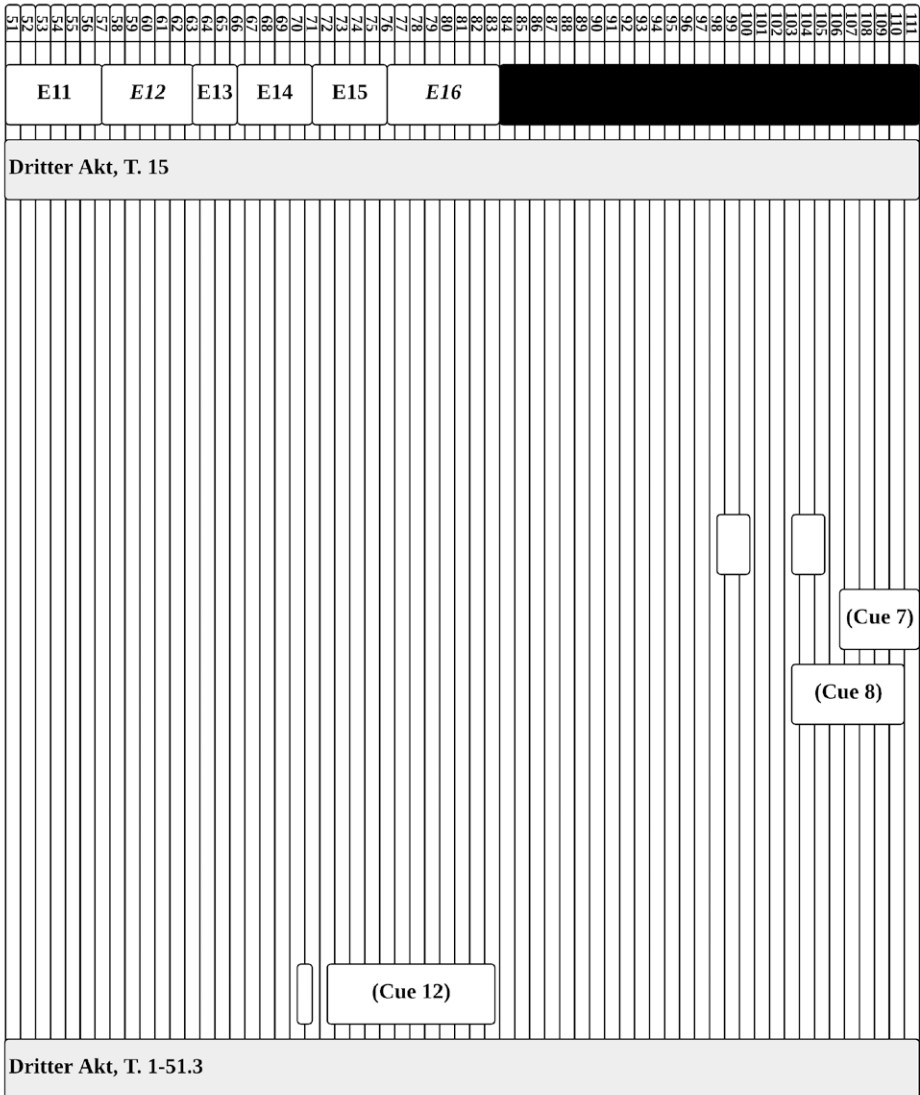 51 52 53 54 55 56 57 58 59 60 61 62 63 64 65 66 67 68 69 70 71 72 73 74 75 76 77 78 79 80 81 82 83 84 85 86 87 88 89 90 91 92 93 94 95 96 97 98 99 100 101 102 103 104 105 106 107 108 109 110 111
E11 E12 E13 E14 E15 E16
Dritter Akt, T. 15
(Cue 7)
(Cue 8)
(Cue 12)
Dritter Akt, T. 1-51.3